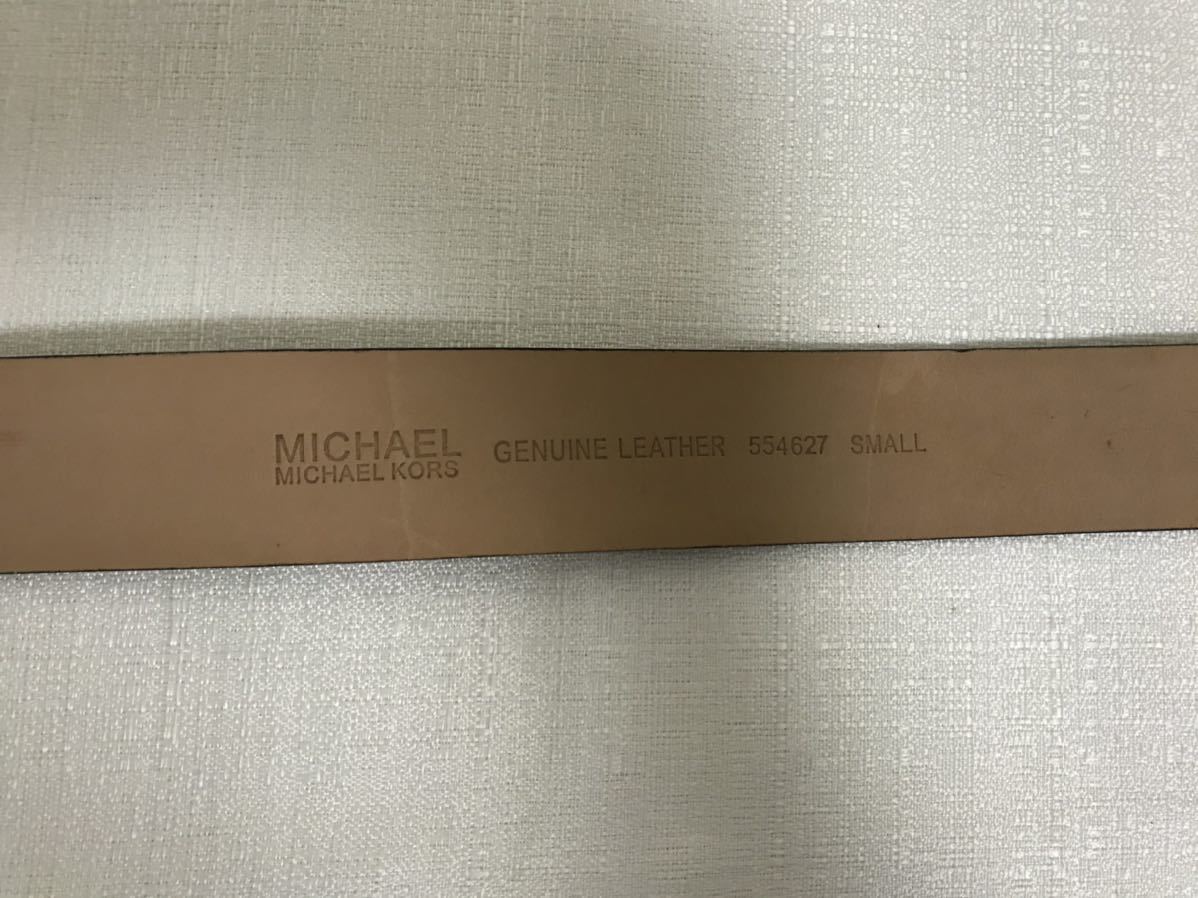 MICHAEL
MICHAEL KORS
GENUINE LEATHER 554627 SMALL